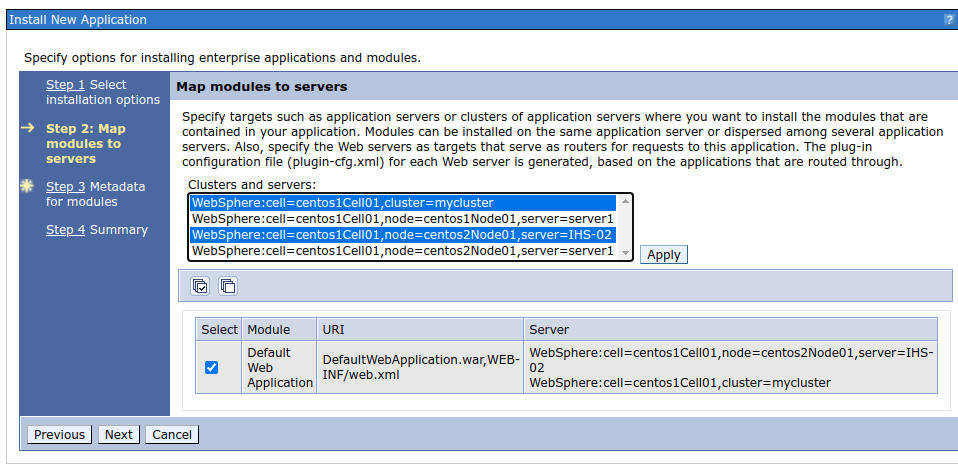 Install New Application
?
Specify options for installing enterprise applications and modules.
Step 1 Select
installation options
Step 2: Map
modules to
servers
Step 3 Metadata
for modules
Step 4 Summary
Map modules to servers
Specify targets such as application servers or clusters of application servers where you want to install the modules that are
contained in your application. Modules can be installed on the same application server or dispersed among several application
servers. Also, specify the Web servers as targets that serve as routers for requests to this application. The plug-in
configuration file (plugin-cfg.xml) for each Web server is generated, based on the applications that are routed through.
Clusters and servers:
WebSphere:cell=centos1Cell01,cluster=mycluster
WebSphere:cell=centos1Cell01,node=centos1Node01,server=server1
WebSphere:cell=centos1Cell01,node=centos2Node01,server=IHS-02
WebSphere:cell=centos1Cell01,node=centos2Node01,server=server1
Apply
Select Module URI Server
Default
Web
Application
DefaultWebApplication.war,WEB-
INF/web.xml
WebSphere:cell=centos1Cell01,node=centos2Node01,server=IHS-
02
WebSphere:cell=centos1Cell01,cluster=mycluster
Previous Next Cancel